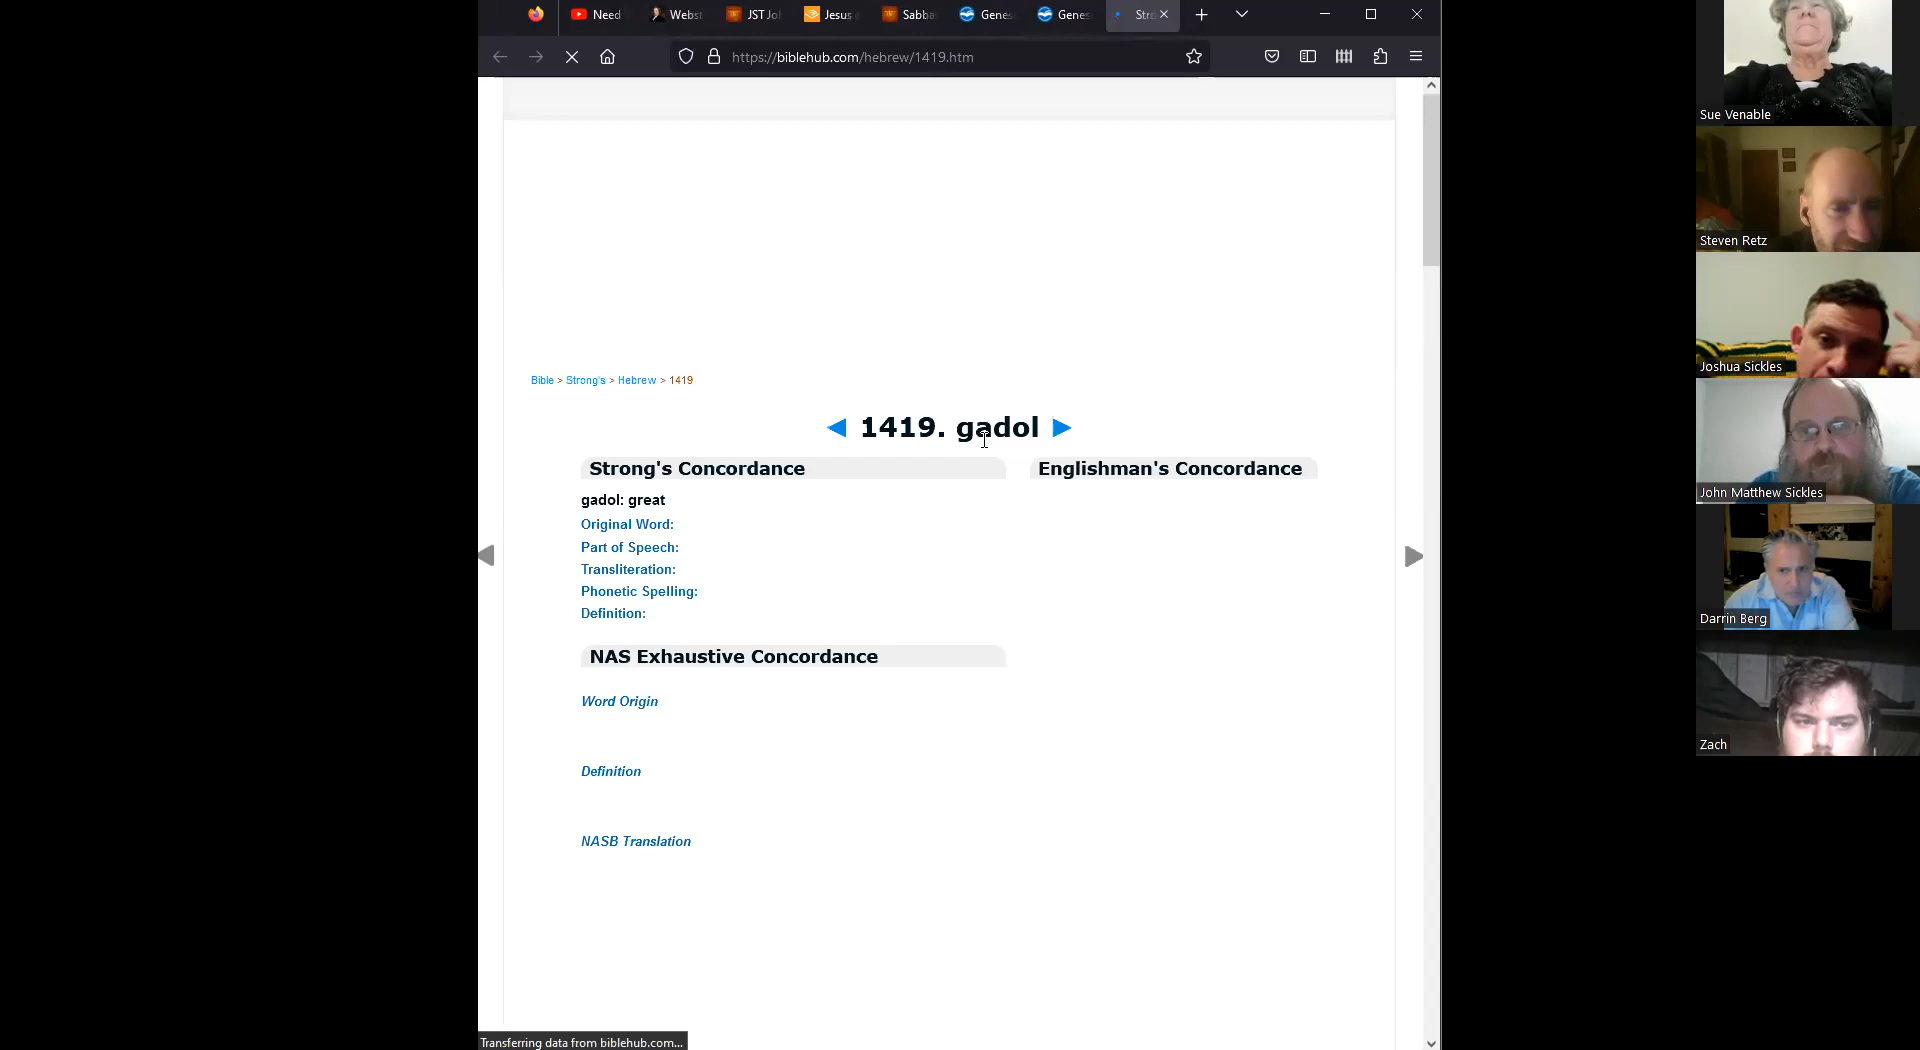 Need
Webst
JST Jo
Jesus
Sabba
Genes
Genes
Str
https://biblehub.com/hebrew/1419.htm
Bible > Strong's > Hebrew > 1419
1419. gadol
Strong's Concordance
Englishman's Concordance
gadol: great
Original Word:
Part of Speech:
Transliteration:
Phonetic Spelling:
Definition:
NAS Exhaustive Concordance
Word Origin
Definition
NASB Translation
Transferring data from biblehub.com...
Sue Venable
Steven Retz
Joshua Sickles
John Matthew Sickles
Darrin Berg
Zach